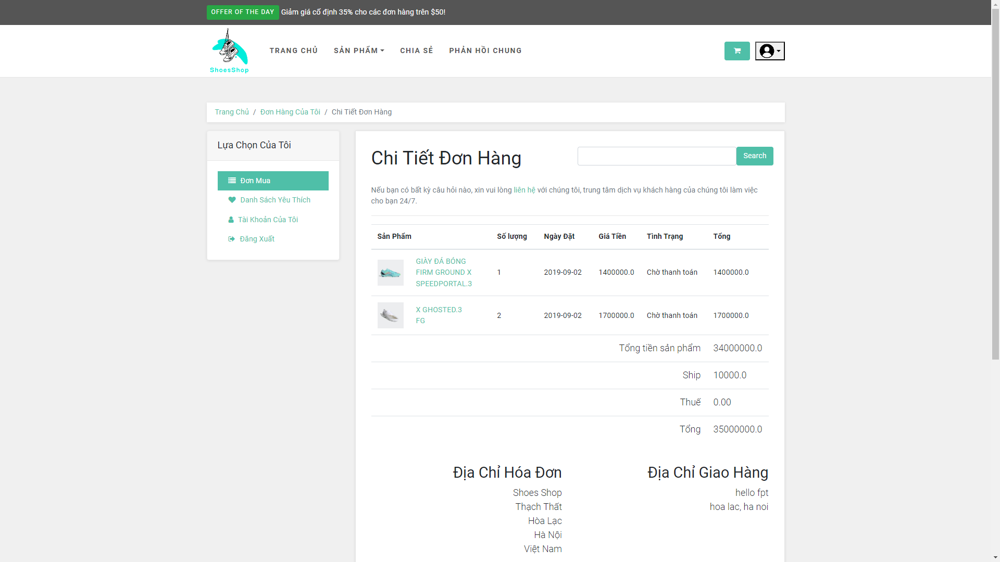 OFFER OF THE DAY Giảm giá cố định 35% cho các đơn hàng trên $50!
ShoesShop
TRANG CHỦ SẢN PHẨM CHIA SẺ PHẢN HỒI CHUNG
Trang Chủ / Đơn Hàng Của Tôi / Chi Tiết Đơn Hàng
Lựa Chọn Của Tôi
Đơn Mua
Danh Sách Yêu Thích
Tài Khoản Của Tôi
Đăng Xuất
Chi Tiết Đơn Hàng
Search
Nếu bạn có bất kỳ câu hỏi nào, xin vui lòng liên hệ với chúng tôi, trung tâm dịch vụ khách hàng của chúng tôi làm việc
cho bạn 24/7.
Sản Phẩm Số lượng Ngày Đặt Giá Tiền Tình Trạng Tổng
GIÀY ĐÁ BÓNG
FIRM GROUND X
SPEEDPORTAL.3
1 2019-09-02 1400000.0 Chờ thanh toán 1400000.0
X GHOSTED.3
FG
2 2019-09-02 1700000.0 Chờ thanh toán 1700000.0
Tổng tiền sản phẩm 34000000.0
Ship 10000.0
Thuế 0.00
Tổng 35000000.0
Địa Chỉ Hóa Đơn
Shoes Shop
Thạch Thất
Hòa Lạc
Hà Nội
Việt Nam
Địa Chỉ Giao Hàng
hello fpt
hoa lac, ha noi